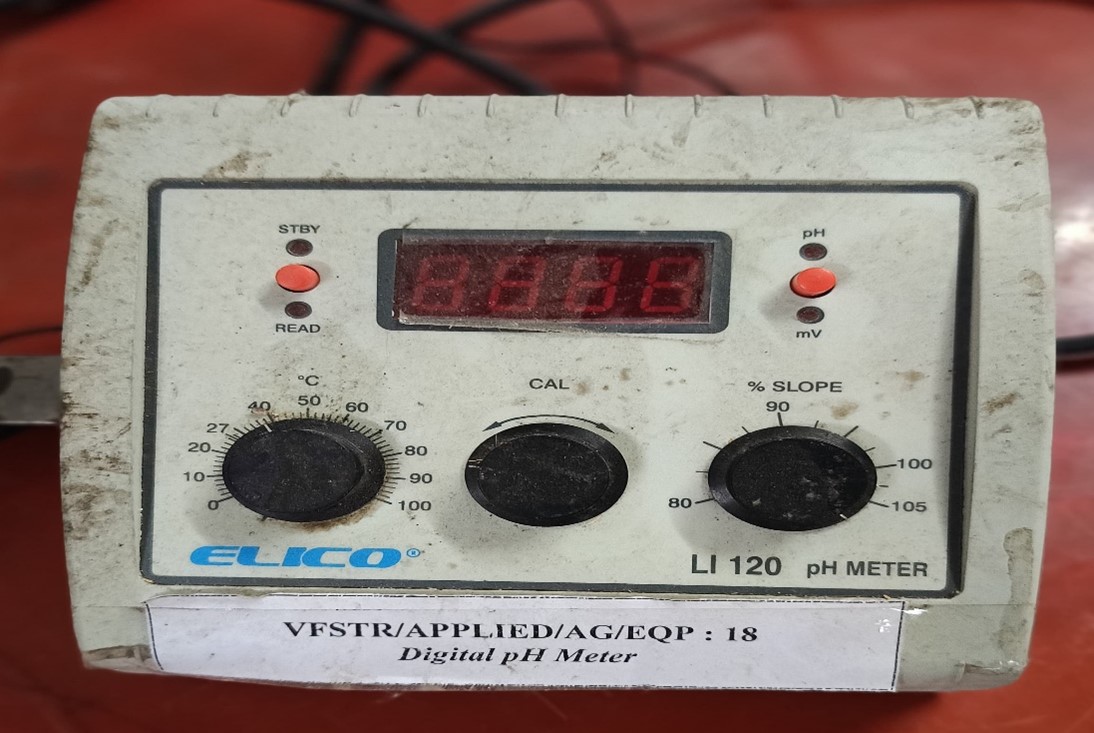 STBY
READ
pH
mV
°C
0
10
20
27
40
50
60
70
80
90
100
CAL
% SLOPE
80
90
100
105
ELICO®
LI 120 pH METER
VFSTR/APPLIED/AG/EQP : 18
Digital pH Meter